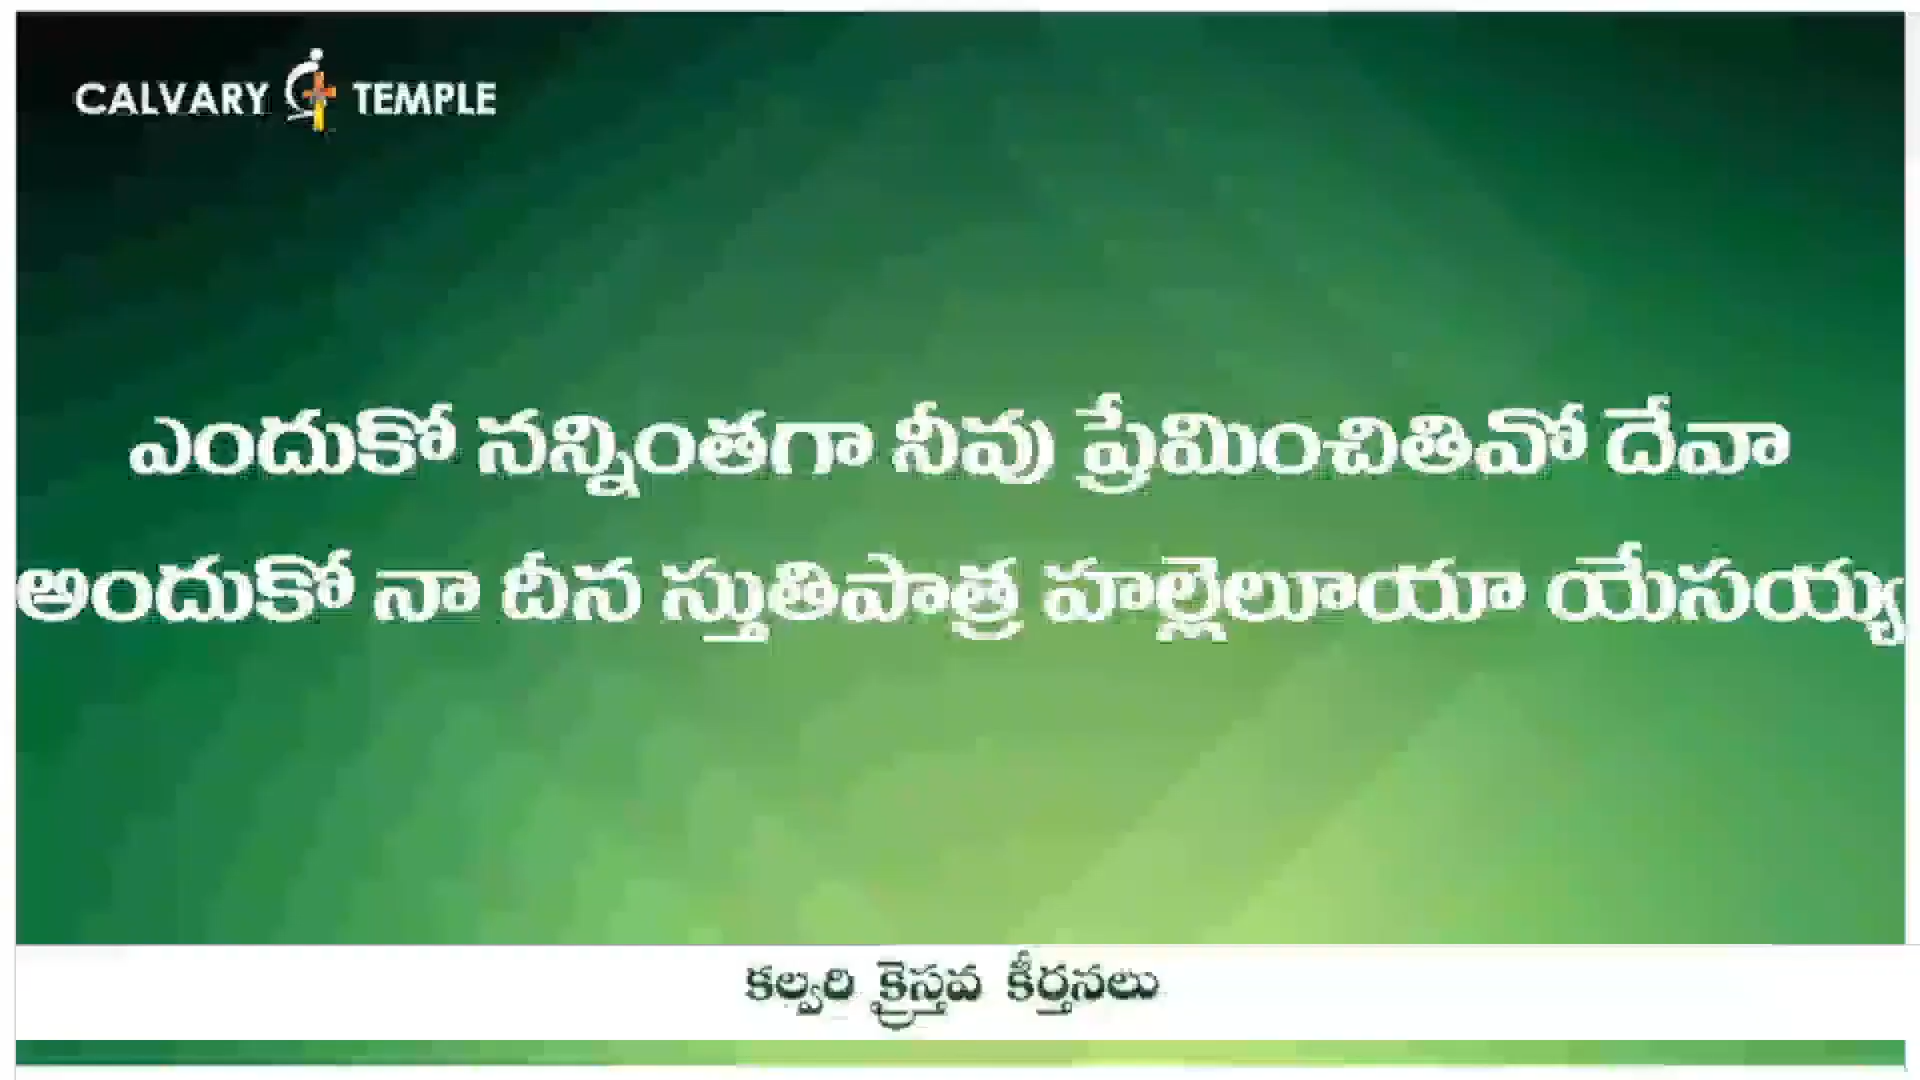 CALVARY TEMPLE
ఎందుకో నన్నింతగా నీవు ప్రేమించితివో దేవా
అందుకో నా దీన స్తుతిపాత్ర హల్లెలూయా యేసయ్య
కల్వరి క్రైస్తవ కీర్తనలు